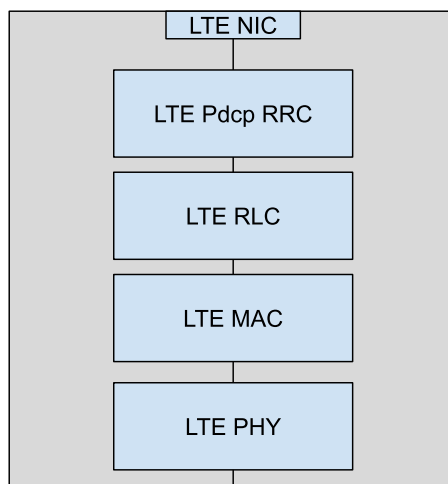 LTE NIC
LTE Pdcp RRC
LTE RLC
LTE MAC
LTE PHY